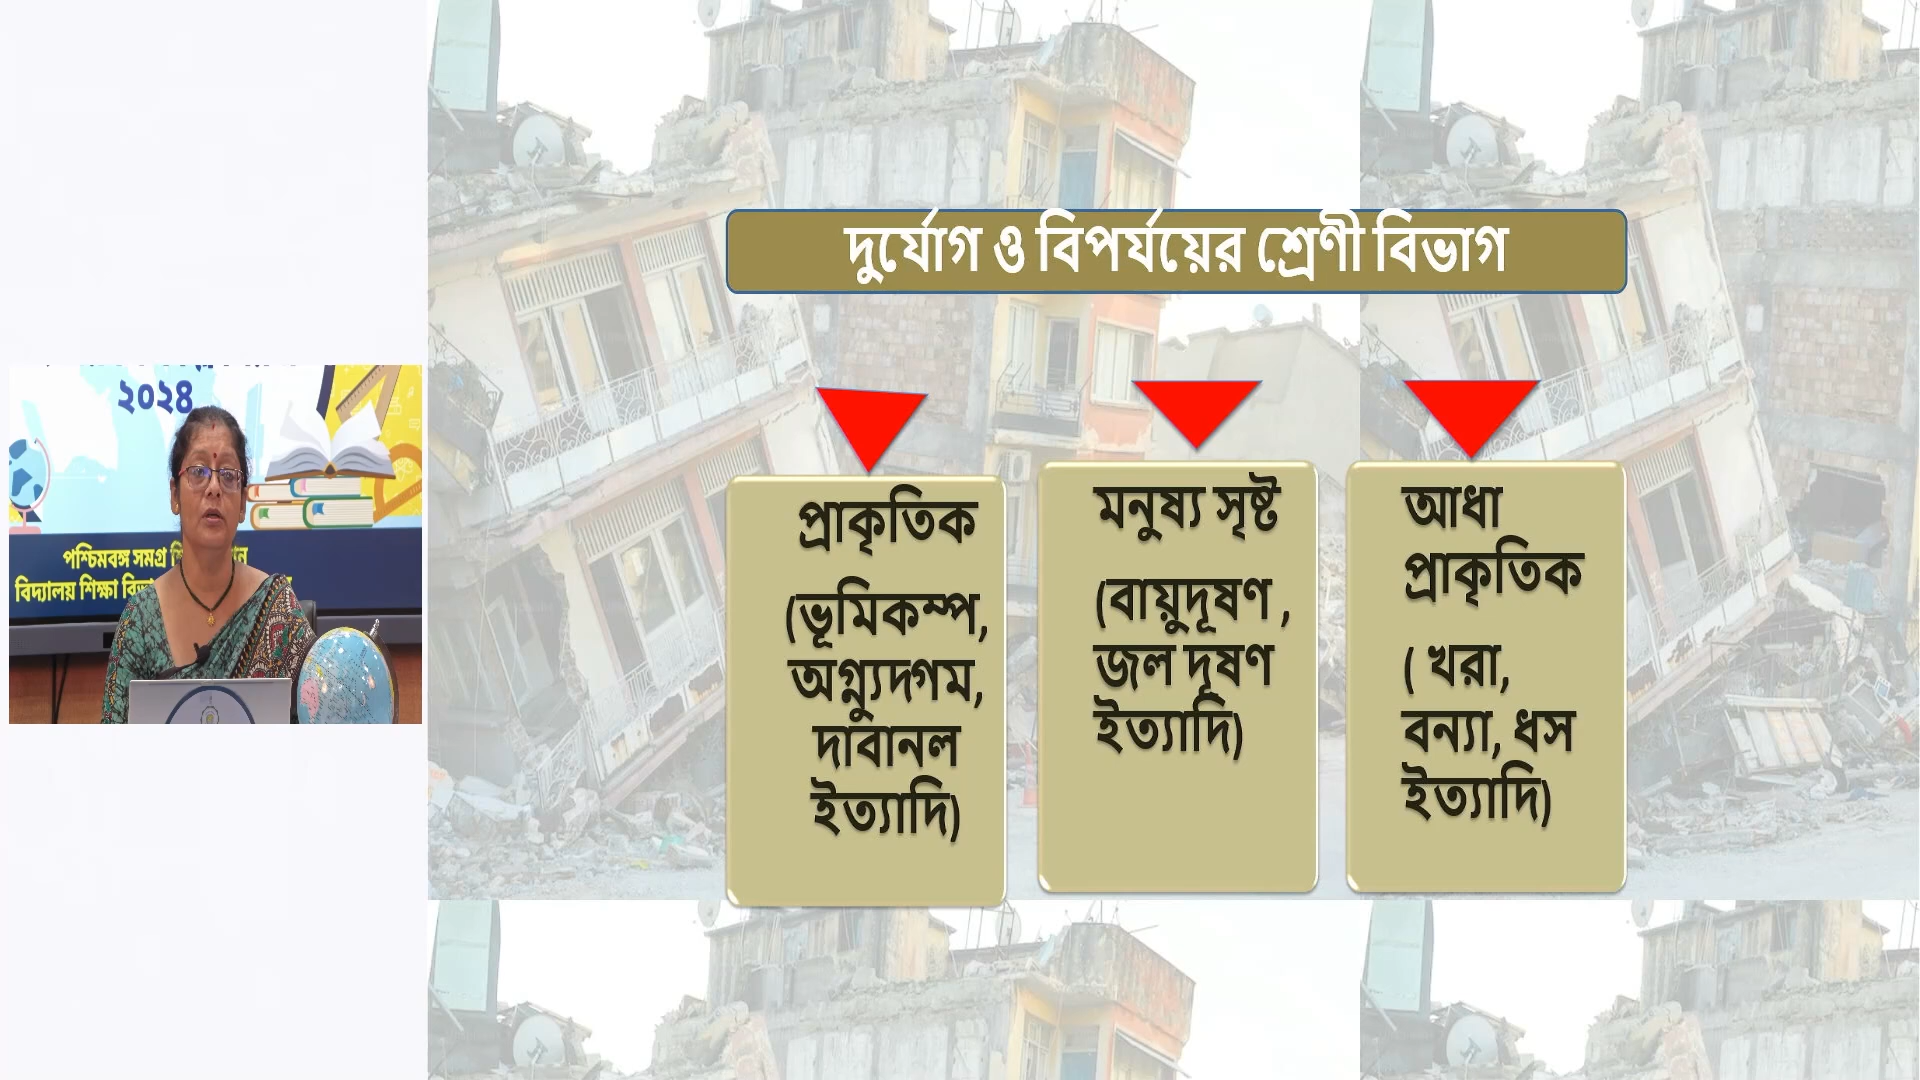 দুর্যোগ ও বিপর্যয়ের শ্রেণী বিভাগ
প্রাকৃতিক
(ভূমিকম্প,
অগ্ন্যুদগম,
দাবানল
ইত্যাদি)
মনুষ্য সৃষ্ট
(বায়ুদূষণ ,
জল দূষণ
ইত্যাদি)
আধা
প্রাকৃতিক
( খরা,
বন্যা, ধস
ইত্যাদি)
২০২৪
পশ্চিমবঙ্গ সমগ্র
বিদ্যালয় শিক্ষা